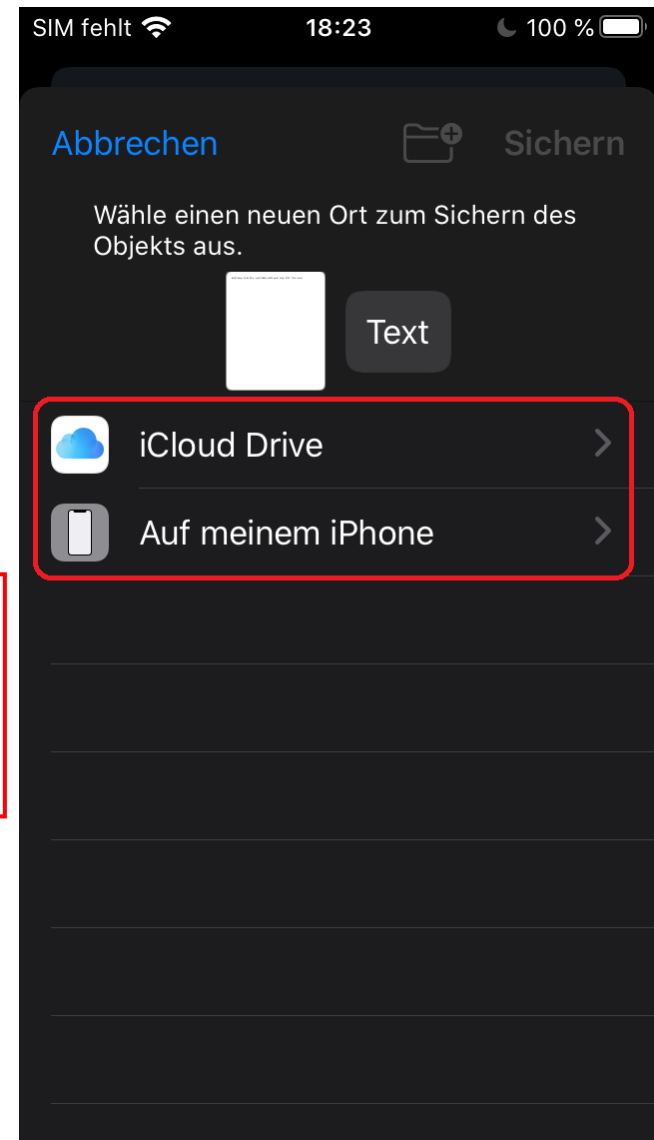 SIM fehlt 18:23 100 %
Abbrechen Sichern
Wähle einen neuen Ort zum Sichern des
Objekts aus.
Text
iCloud Drive
Auf meinem iPhone